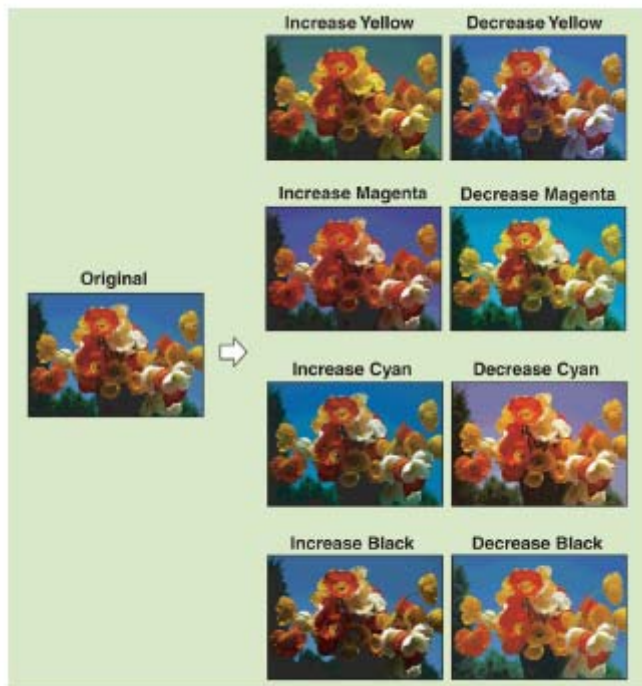 Increase Yellow
Decrease Yellow
Increase Magenta
Decrease Magenta
Original
Increase Cyan
Decrease Cyan
Increase Black
Decrease Black